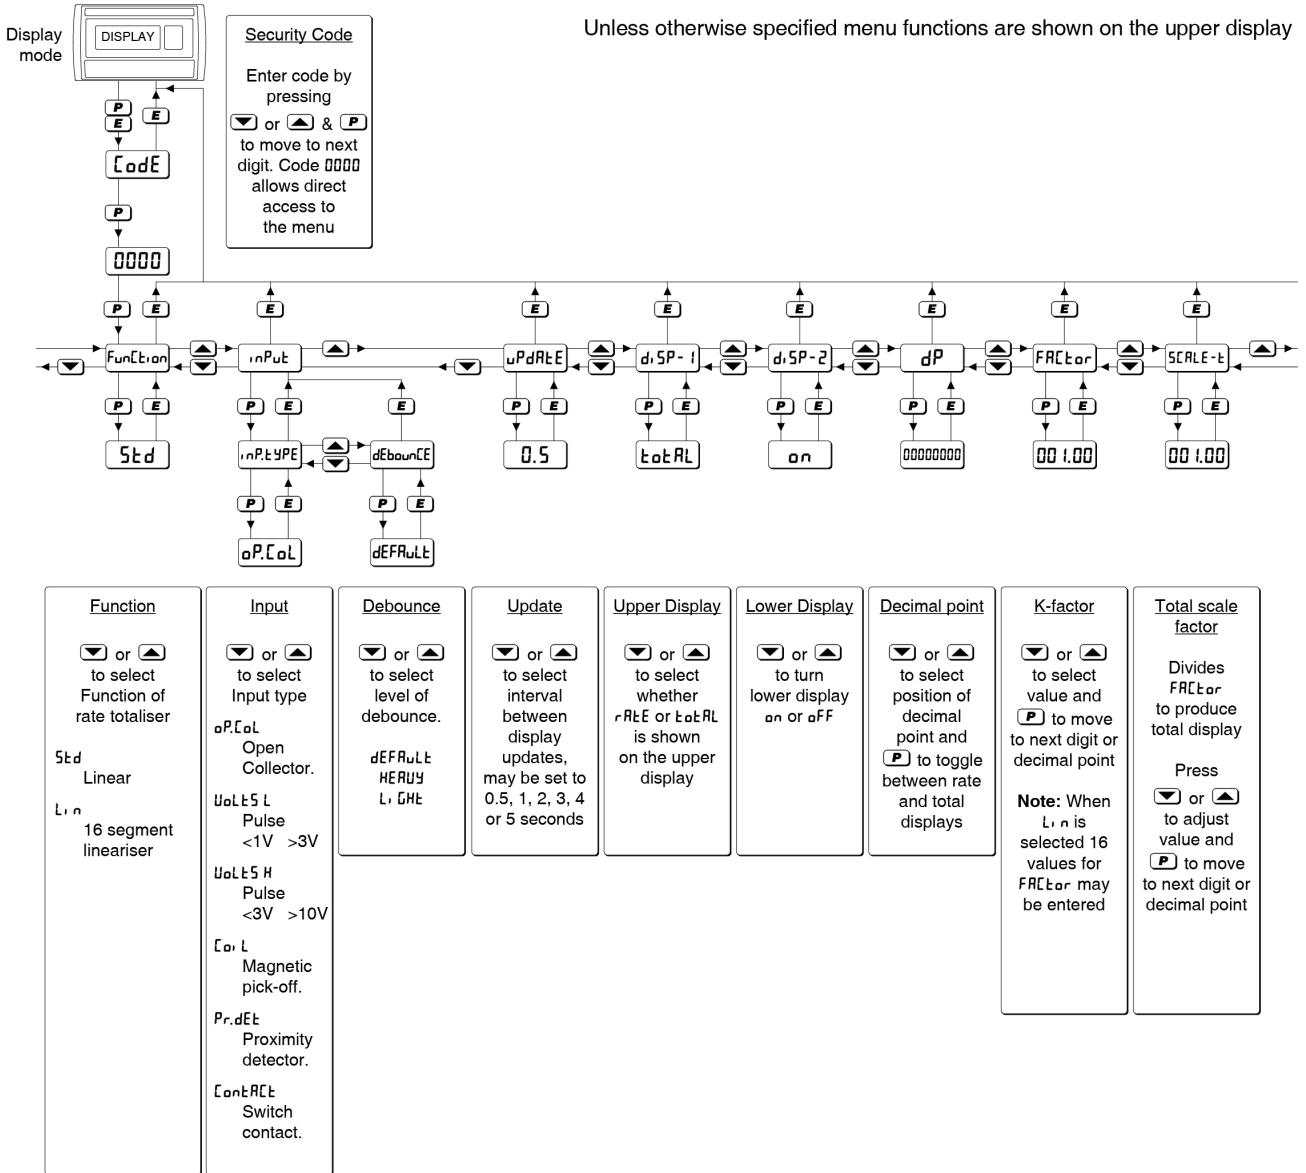 Unless otherwise specified menu functions are shown on the upper display
Display
mode
DISPLAY
Security Code
Enter code by
pressing
or & P
to move to next
digit. Code 0000
allows direct
access to
the menu
P
E
E
CodE
P
0000
P E E E E E E E E
FunCtion inPut uPdAtE diSP-1 diSP-2 dP FACtor SCALE-t
P E P E E P E P E P E P E P E P E
Std inP.tYPE dEbounCE 0.5 totAL on 00000000 001.00 001.00
P E P E
oP.CoL dEFAuLt
Function
or
to select
Function of
rate totaliser
Std
Linear
Lin
16 segment
lineariser
Input
or
to select
Input type
oP.CoL
Open
Collector.
VoLtS L
Pulse
<1V >3V
VoLtS H
Pulse
<3V >10V
Coi L
Magnetic
pick-off.
Pr.dEt
Proximity
detector.
ContACt
Switch
contact.
Debounce
or
to select
level of
debounce.
dEFAuLt
HEAVY
LiGHt
Update
or
to select
interval
between
display
updates,
may be set to
0.5, 1, 2, 3, 4
or 5 seconds
Upper Display
or
to select
whether
rAtE or totAL
is shown
on the upper
display
Lower Display
or
to turn
lower display
on or oFF
Decimal point
or
to select
position of
decimal
point and
P to toggle
between rate
and total
displays
K-factor
or
to select
value and
P to move
to next digit or
decimal point
Note: When
Lin is
selected 16
values for
FACtor may
be entered
Total scale
factor
Divides
FACtor
to produce
total display
Press
or
to adjust
value and
P to move
to next digit or
decimal point